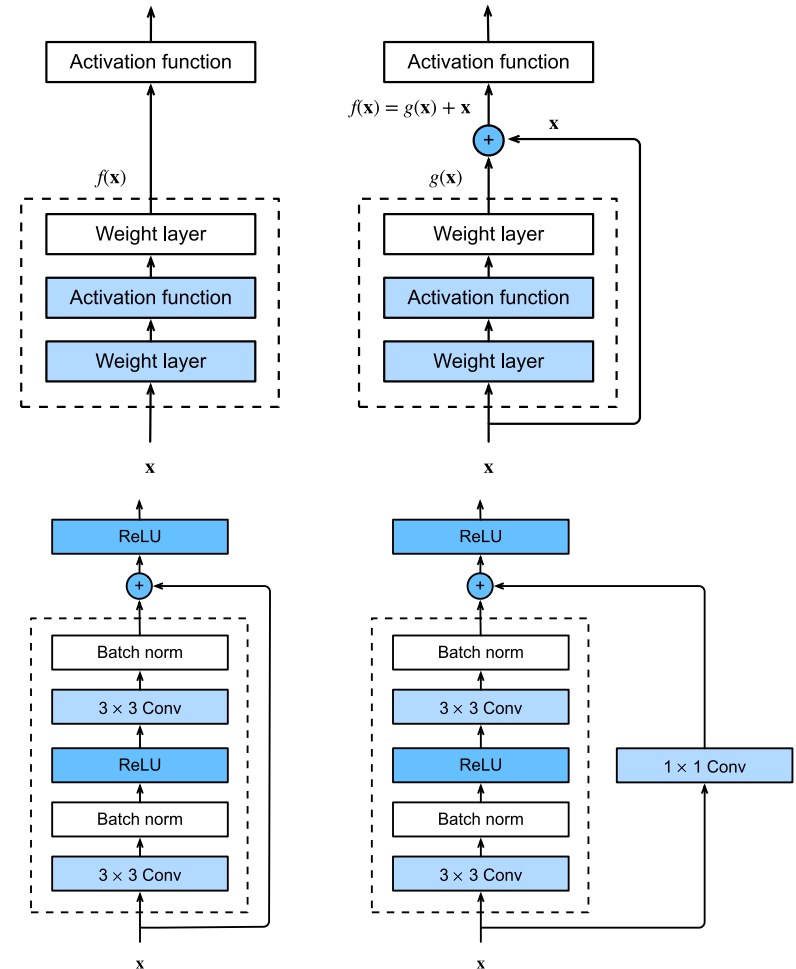 Activation function
f(x)
Weight layer
Activation function
Weight layer
x
Activation function
f(x) = g(x) + x
x
+
g(x)
Weight layer
Activation function
Weight layer
x
ReLU
+
Batch norm
3 × 3 Conv
ReLU
Batch norm
3 × 3 Conv
x
ReLU
+
Batch norm
3 × 3 Conv
ReLU
1 × 1 Conv
Batch norm
3 × 3 Conv
x